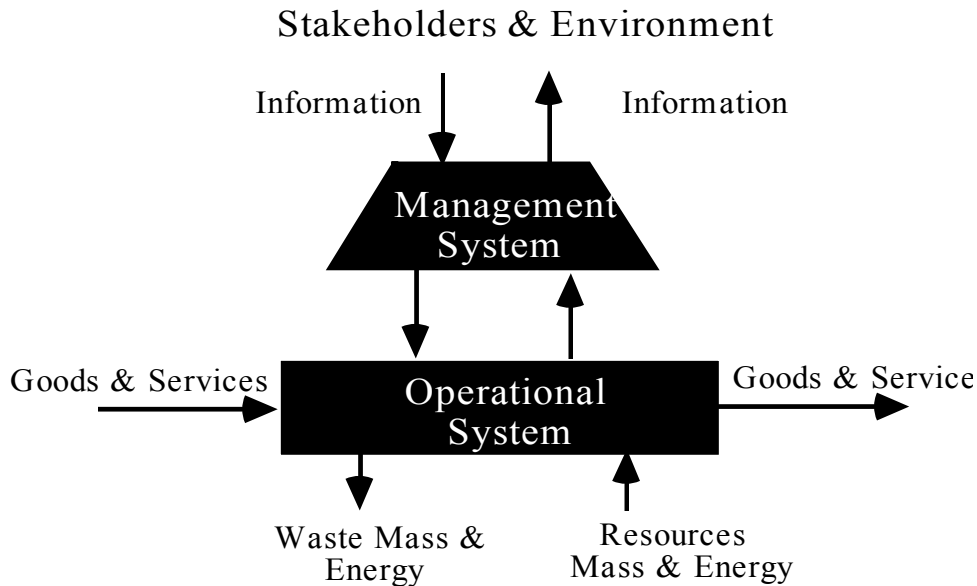 Stakeholders & Environment
Information
Information
Management
System
Goods & Services
Goods & Service
Operational
System
Waste Mass &
Energy
Resources
Mass & Energy